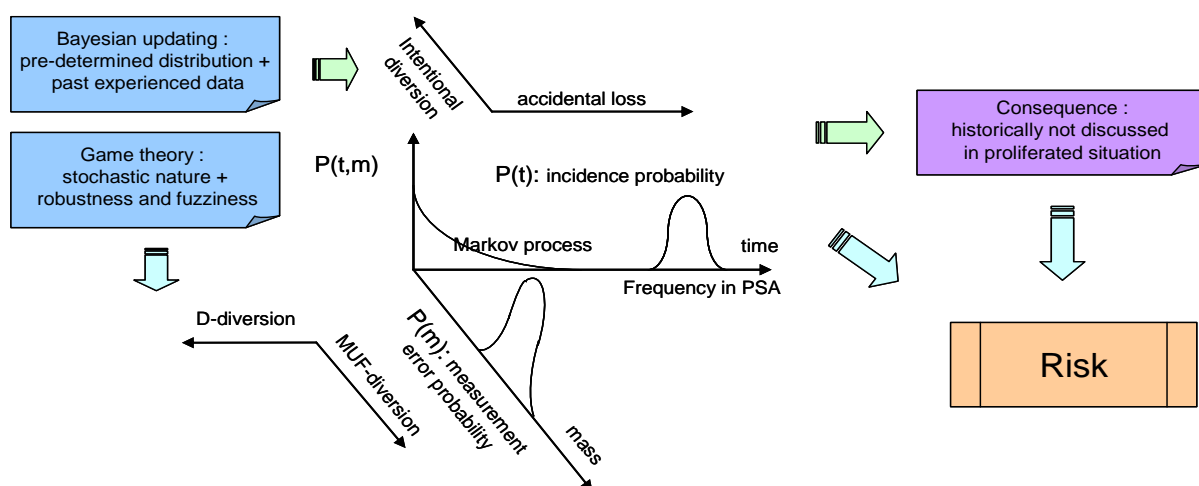 Bayesian updating :
pre-determined distribution +
past experienced data
Game theory :
stochastic nature +
robustness and fuzziness
Intentional
diversion
accidental loss
P(t,m)
P(t): incidence probability
Markov process
time
Frequency in PSA
D-diversion
MUF-diversion
P(m): measurement
error probability
mass
Consequence :
historically not discussed
in proliferated situation
Risk